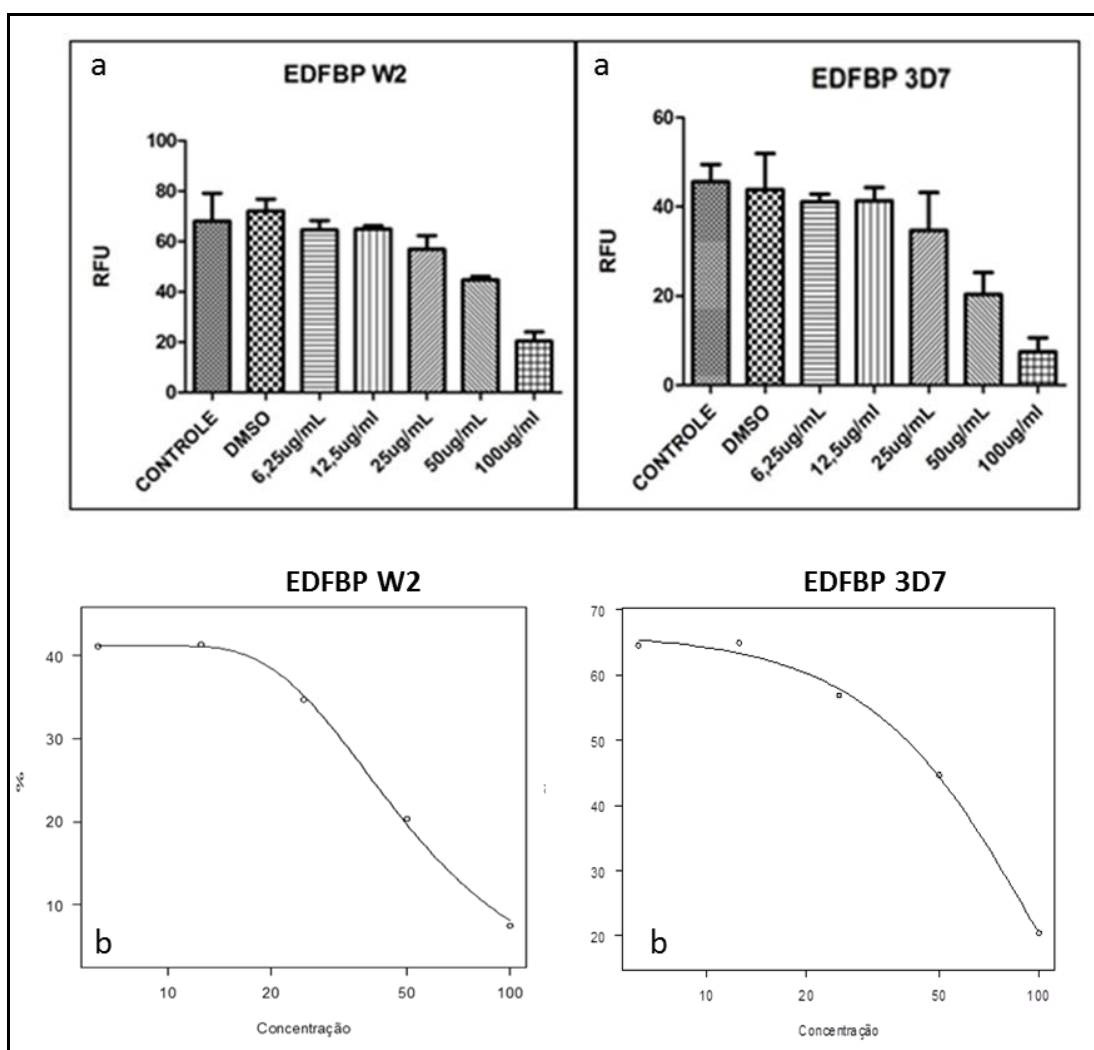 a
EDFBP W2
100
80
60
40
20
0
RFU
CONTROLE
DMSO
6,25ug/mL
12,5ug/ml
25ug/mL
50ug/mL
100ug/ml
a
EDFBP 3D7
60
40
20
0
RFU
CONTROLE
DMSO
6,25ug/mL
12,5ug/ml
25ug/mL
50ug/mL
100ug/ml
EDFBP W2
40
30
20
10
%
b
10
20
50
100
Concentração
EDFBP 3D7
70
60
50
40
30
20
b
10
20
50
100
Concentração